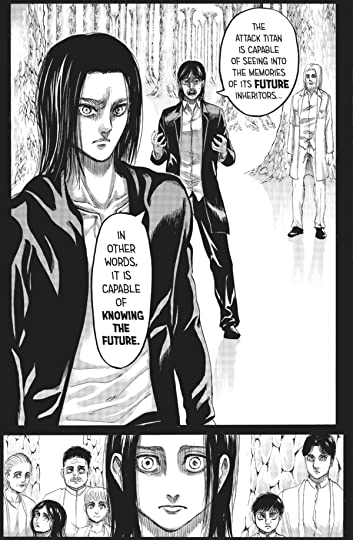 THE
ATTACK TITAN
IS CAPABLE
OF SEEING INTO
THE MEMORIES
OF ITS FUTURE
INHERITORS...
IN
OTHER
WORDS,
IT IS
CAPABLE
OF
KNOWING
THE
FUTURE.